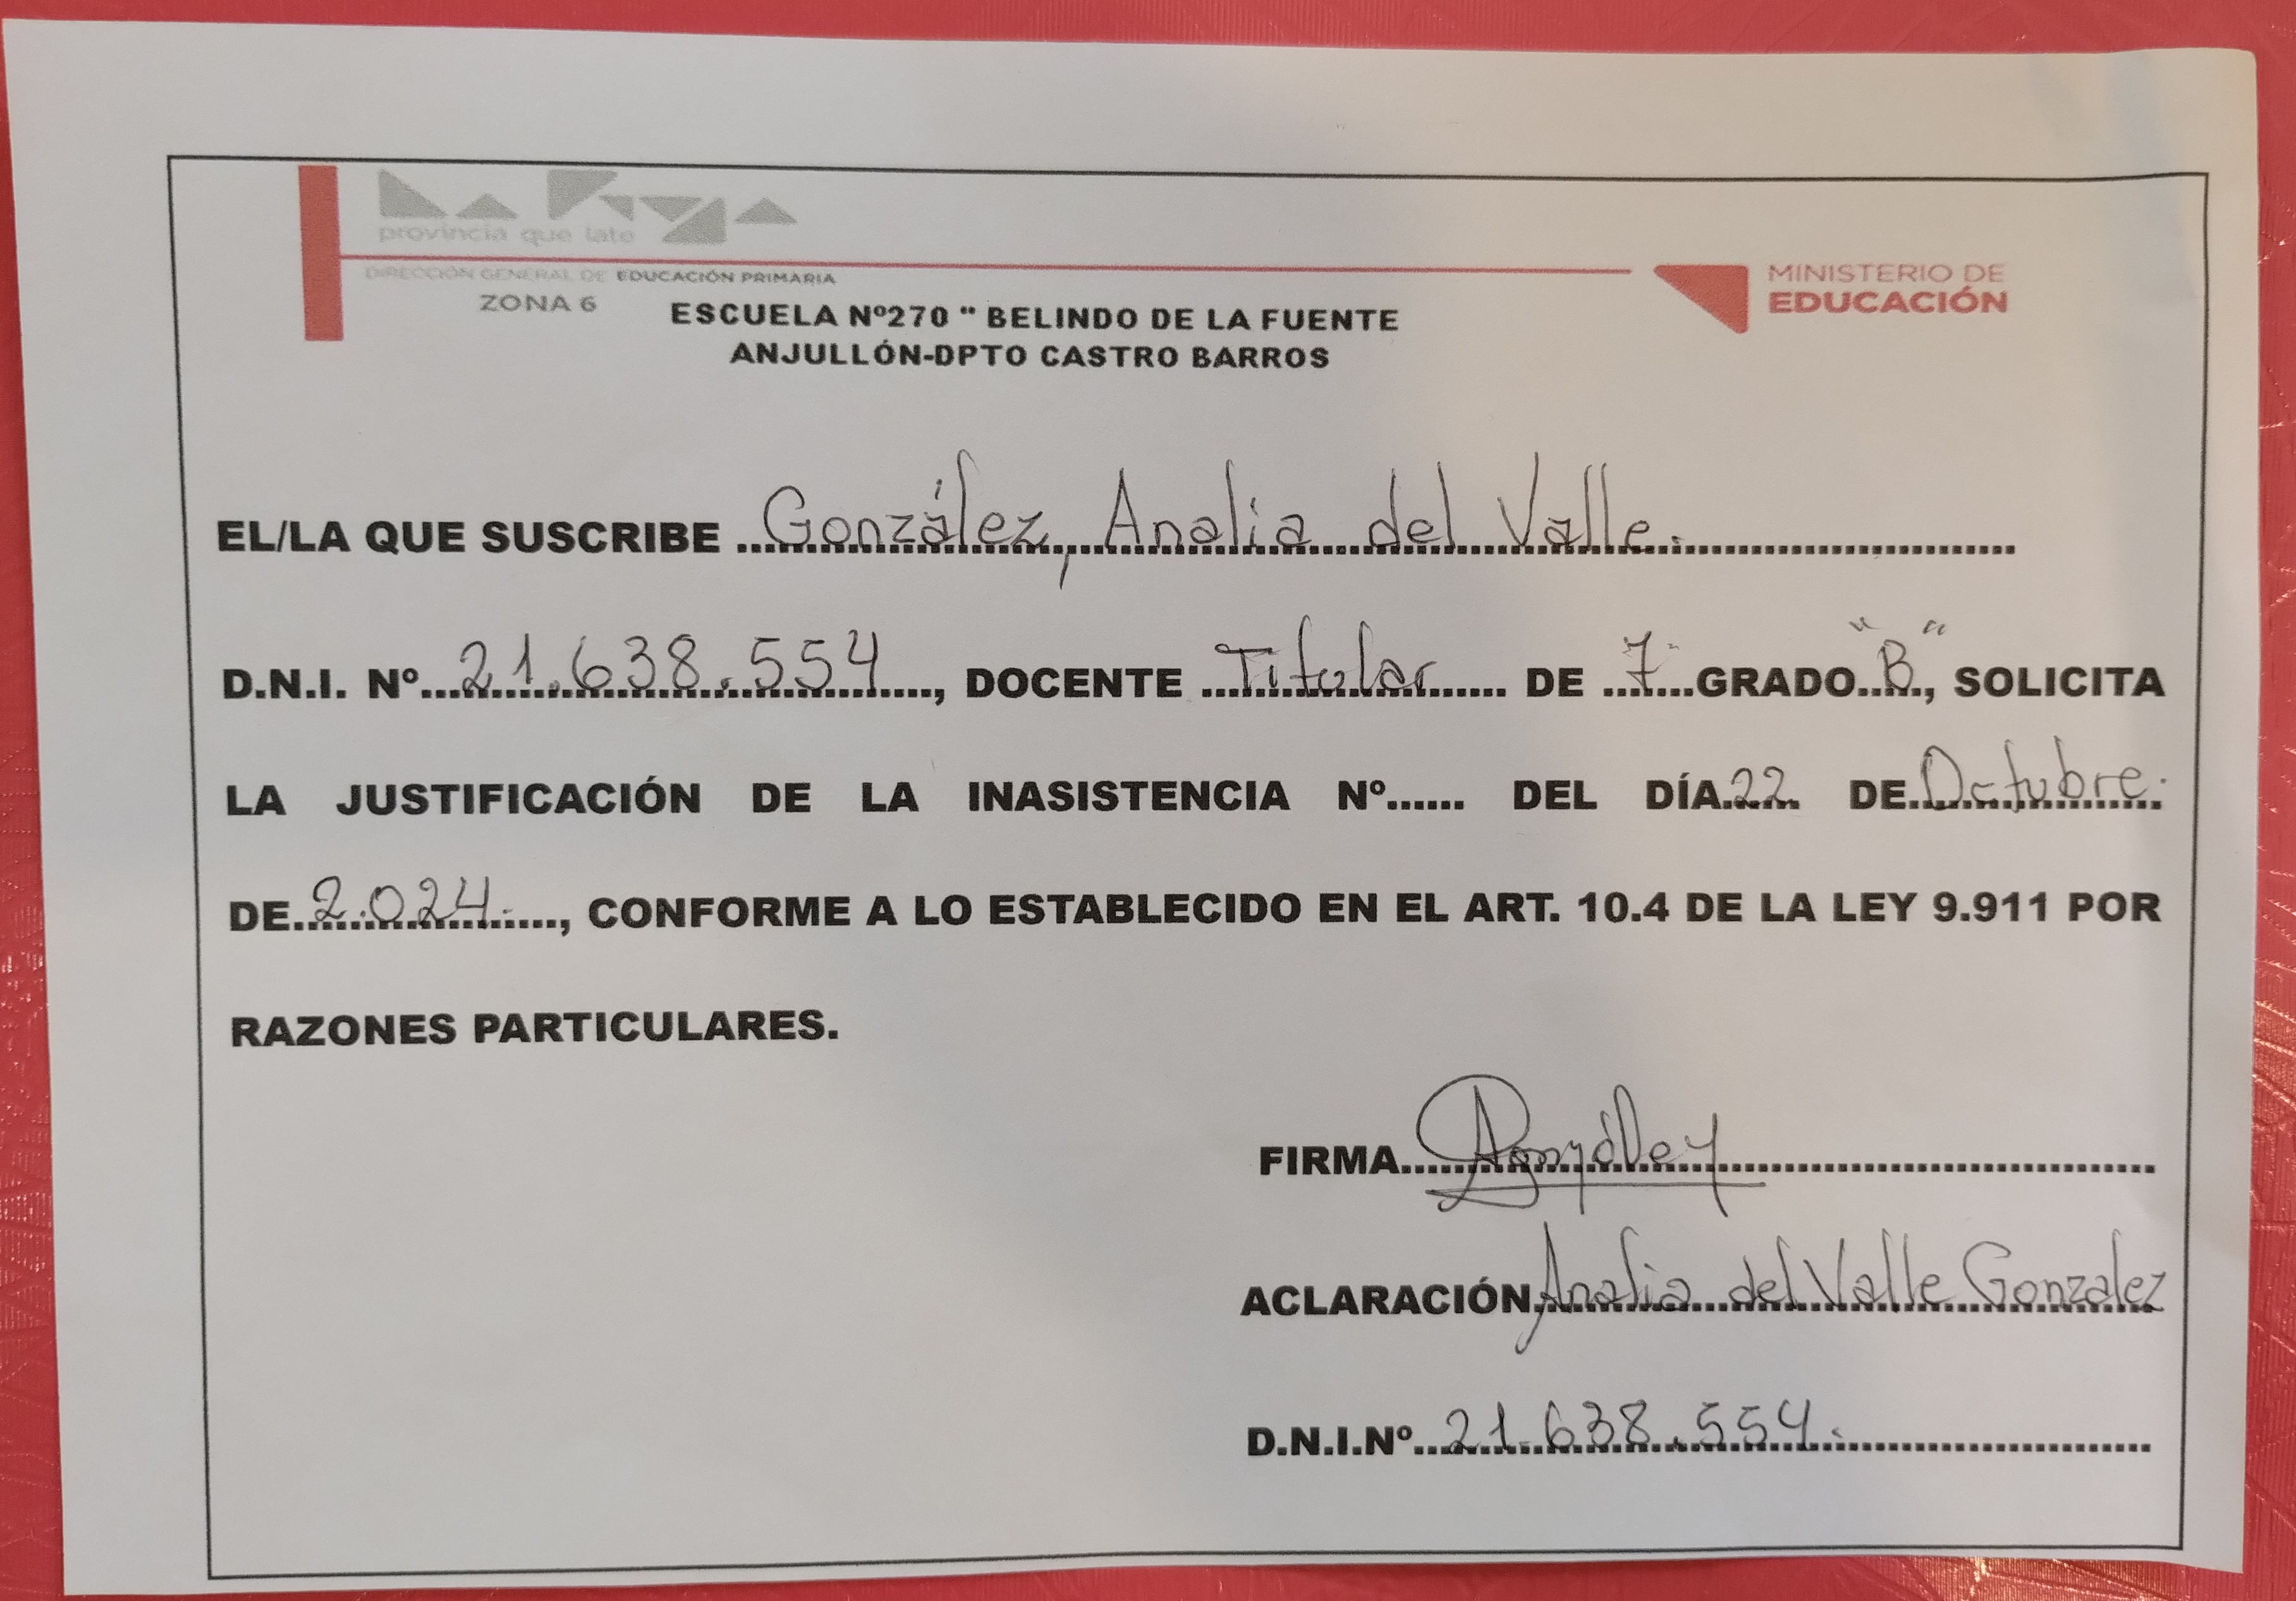 La Rioja
provincia que late
DIRECCIÓN GENERAL DE EDUCACIÓN PRIMARIA
ZONA 6
MINISTERIO DE
EDUCACIÓN
ESCUELA Nº270 " BELINDO DE LA FUENTE
ANJULLÓN-DPTO CASTRO BARROS
EL/LA QUE SUSCRIBE González, Analia del Valle.
D.N.I. Nº 21.638.554, DOCENTE Titular DE 7 GRADO "B", SOLICITA
LA JUSTIFICACIÓN DE LA INASISTENCIA Nº...... DEL DÍA 22 DE Octubre.
DE 2.024., CONFORME A LO ESTABLECIDO EN EL ART. 10.4 DE LA LEY 9.911 POR
RAZONES PARTICULARES.
FIRMA AGonzález
ACLARACIÓN Analia del Valle Gonzalez
D.N.I.Nº 21.638.554.